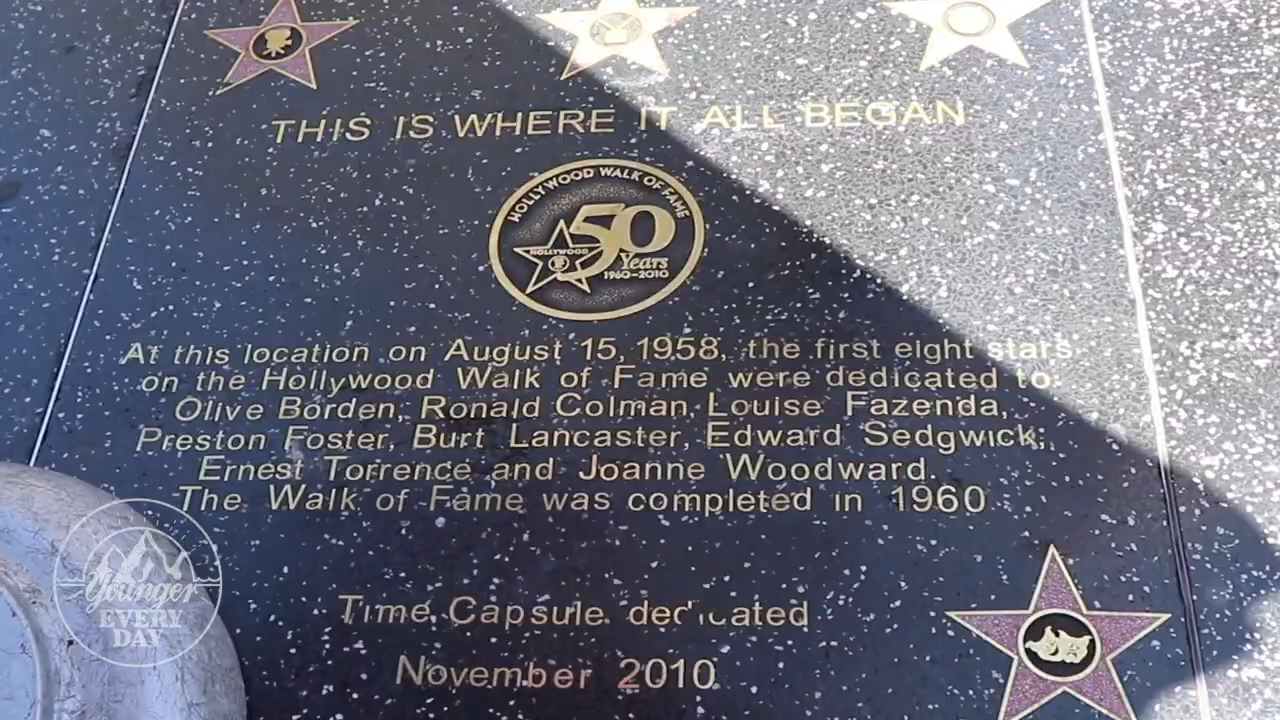 THIS IS WHERE IT ALL BEGAN
HOLLYWOOD WALK OF FAME
50
HOLLYWOOD
Years
1960-2010
At this location on August 15, 1958, the first eight stars
on the Hollywood Walk of Fame were dedicated to:
Olive Borden, Ronald Colman, Louise Fazenda,
Preston Foster, Burt Lancaster, Edward Sedgwick,
Ernest Torrence and Joanne Woodward.
The Walk of Fame was completed in 1960
Time Capsule dedicated
November 2010
Younger
EVERY
DAY